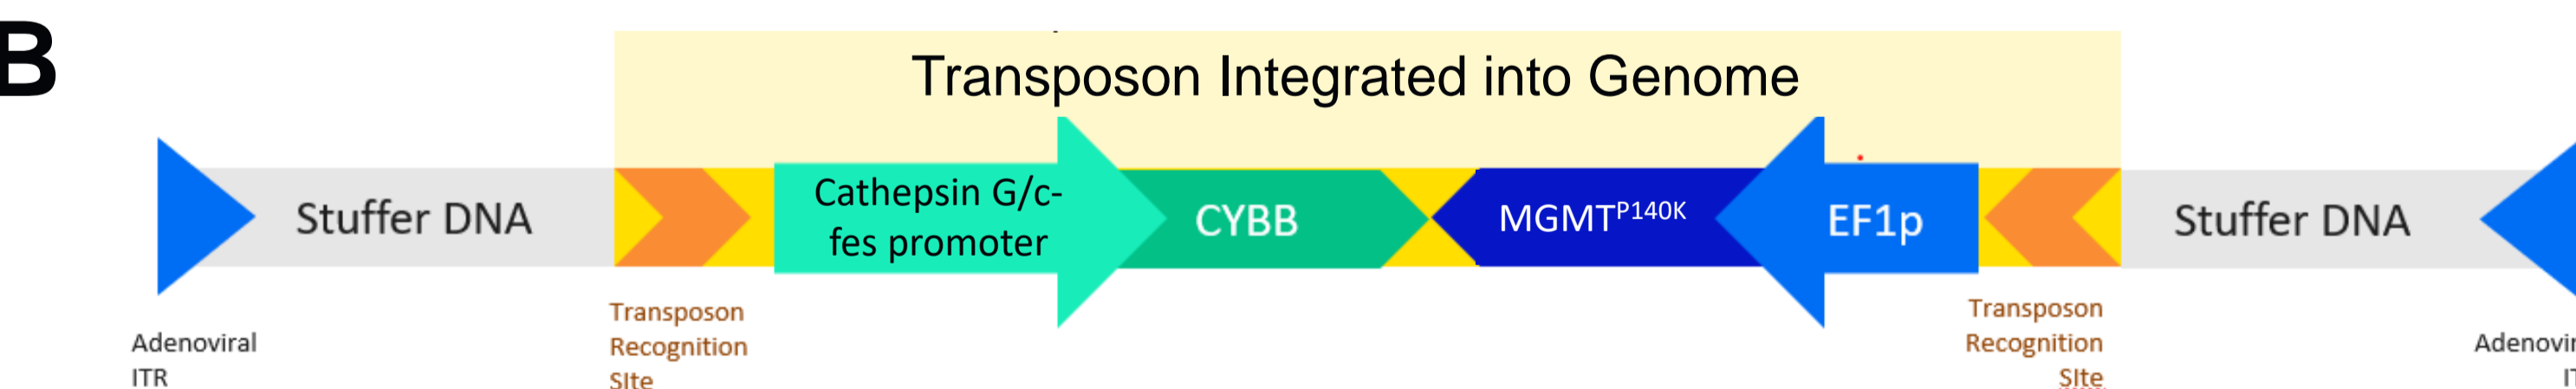 B
Transposon Integrated into Genome
Stuffer DNA
Cathepsin G/c-
fes promoter
CYBB
MGMTP140K
EF1p
Stuffer DNA
Adenoviral
ITR
Transposon
Recognition
SIte
Transposon
Recognition
SIte